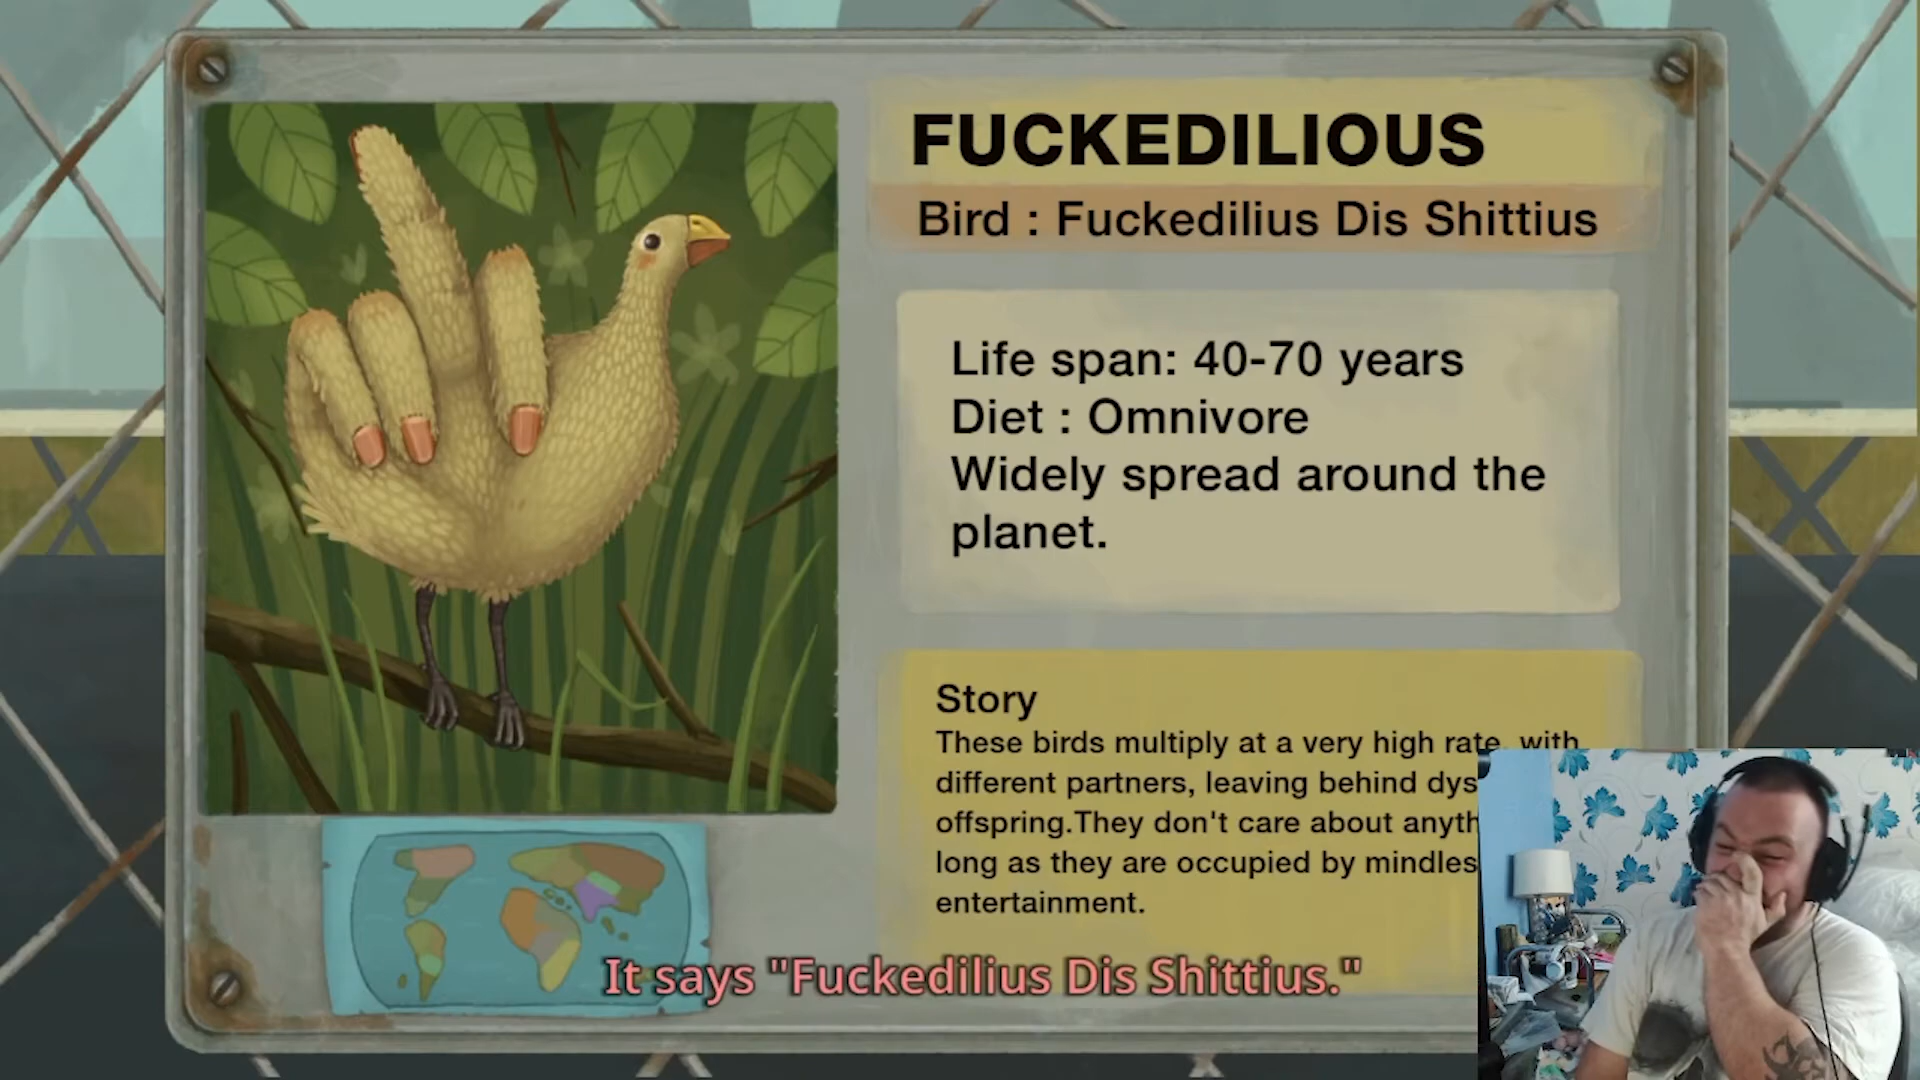 FUCKEDILIOUS
Bird : Fuckedilius Dis Shittius
Life span: 40-70 years
Diet : Omnivore
Widely spread around the
planet.
Story
These birds multiply at a very high rate, with
different partners, leaving behind dys
offspring.They don't care about anyth
long as they are occupied by mindles
entertainment.
It says "Fuckedilius Dis Shittius."